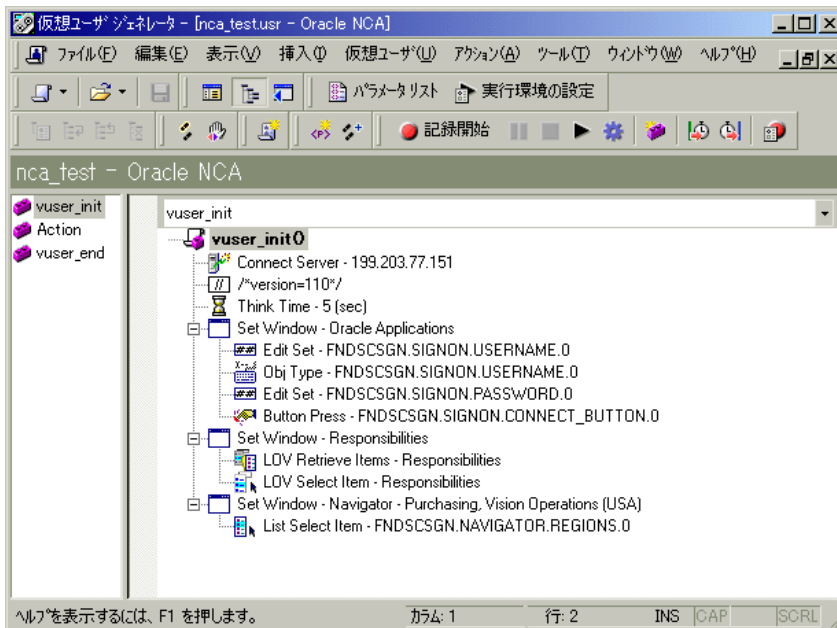 仮想ユーザ ジェネレータ - [nca_test.usr - Oracle NCA]
ファイル(F) 編集(E) 表示(V) 挿入(I) 仮想ユーザ(U) アクション(A) ツール(T) ウィンドウ(W) ヘルプ(H)
パラメータ リスト 実行環境の設定
記録開始
nca_test - Oracle NCA
vuser_init
Action
vuser_end
vuser_init
vuser_init()
Connect Server - 199.203.77.151
// /*version=110*/
Think Time - 5 (sec)
Set Window - Oracle Applications
Edit Set - FNDSCSGN.SIGNON.USERNAME.0
Obj Type - FNDSCSGN.SIGNON.USERNAME.0
Edit Set - FNDSCSGN.SIGNON.PASSWORD.0
Button Press - FNDSCSGN.SIGNON.CONNECT_BUTTON.0
Set Window - Responsibilities
LOV Retrieve Items - Responsibilities
LOV Select Item - Responsibilities
Set Window - Navigator - Purchasing, Vision Operations (USA)
List Select Item - FNDSCSGN.NAVIGATOR.REGIONS.0
ヘルプを表示するには、F1 を押します。 カラム: 1 行: 2 INS CAP SCRL